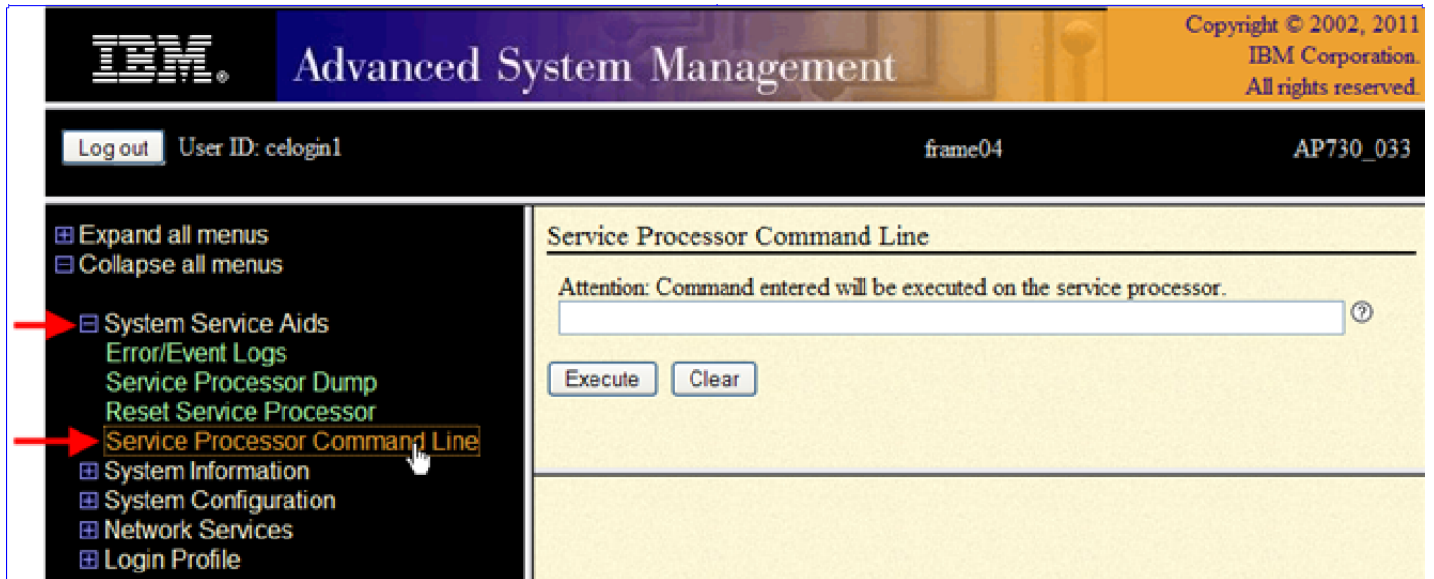 IBM®
Advanced System Management
Copyright © 2002, 2011
IBM Corporation.
All rights reserved.
Log out User ID: celogin1 frame04 AP730_033
Expand all menus
Collapse all menus
System Service Aids
Error/Event Logs
Service Processor Dump
Reset Service Processor
Service Processor Command Line
System Information
System Configuration
Network Services
Login Profile
Service Processor Command Line
Attention: Command entered will be executed on the service processor.
?
Execute Clear